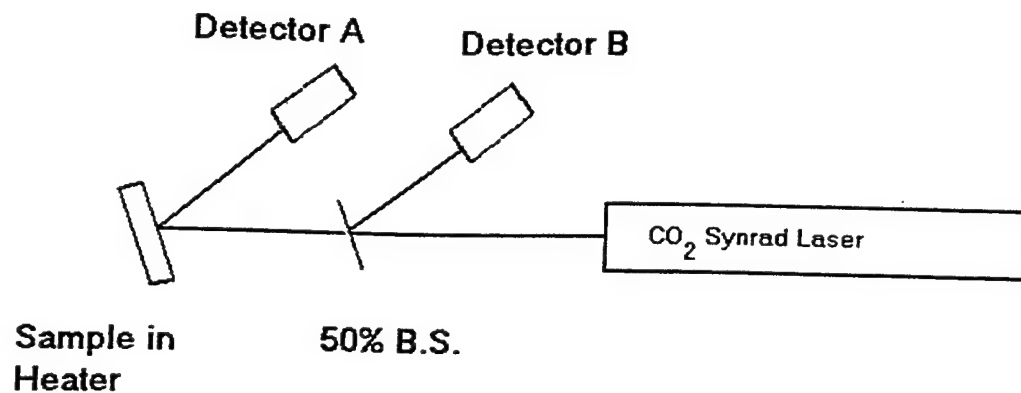 Detector A
Detector B
CO₂ Synrad Laser
Sample in
Heater
50% B.S.